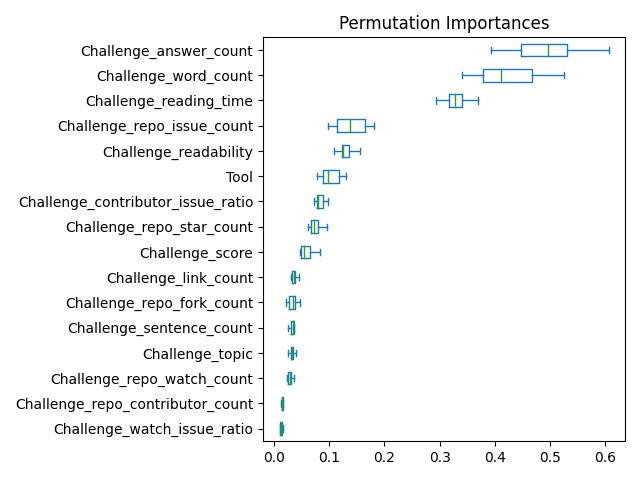 Permutation Importances
Challenge_answer_count
Challenge_word_count
Challenge_reading_time
Challenge_repo_issue_count
Challenge_readability
Tool
Challenge_contributor_issue_ratio
Challenge_repo_star_count
Challenge_score
Challenge_link_count
Challenge_repo_fork_count
Challenge_sentence_count
Challenge_topic
Challenge_repo_watch_count
Challenge_repo_contributor_count
Challenge_watch_issue_ratio
0.0 0.1 0.2 0.3 0.4 0.5 0.6